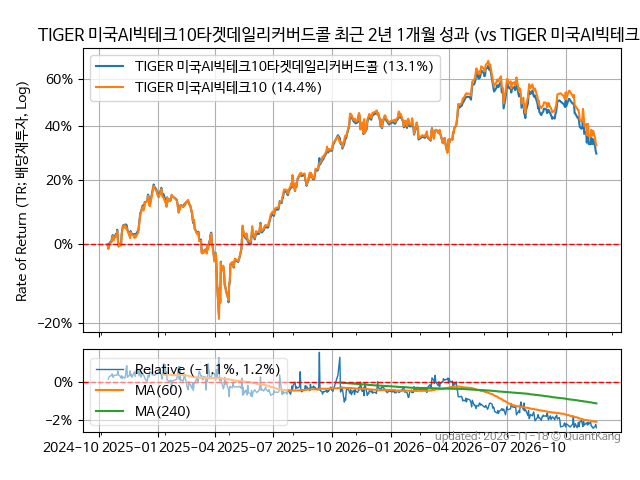 TIGER 미국AI빅테크10타겟데일리커버드콜 최근 2년 1개월 성과 (vs TIGER 미국AI빅테크
TIGER 미국AI빅테크10타겟데일리커버드콜 (13.1%)
TIGER 미국AI빅테크10 (14.4%)
Rate of Return (TR: 배당재투자, Log)
60%
40%
20%
0%
−20%
Relative (−1.1%, 1.2%)
MA(60)
MA(240)
0%
−2%
2024−10 2025−01 2025−04 2025−07 2025−10 2026−01 2026−04 2026−07 2026−10
updated: 2026−11−18 © QuantKang